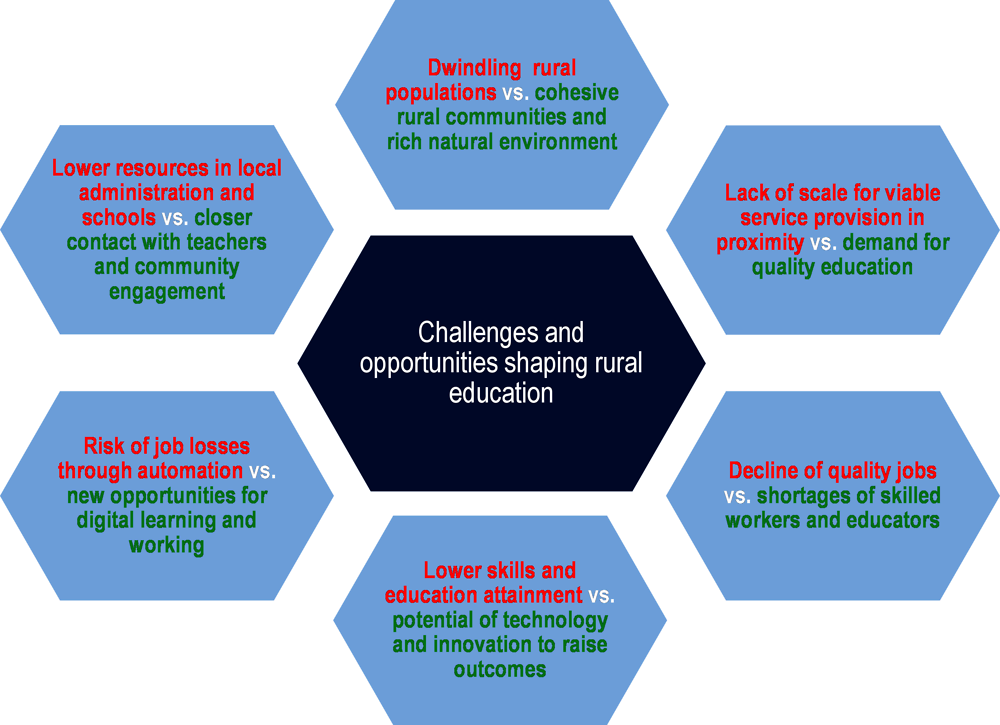 Dwindling rural
populations vs. cohesive
rural communities and
rich natural environment
Lower resources in local
administration and
schools vs. closer
contact with teachers
and community
engagement
Lack of scale for viable
service provision in
proximity vs. demand for
quality education
Challenges and
opportunities shaping rural
education
Risk of job losses
through automation vs.
new opportunities for
digital learning and
working
Decline of quality jobs
vs. shortages of skilled
workers and educators
Lower skills and
education attainment vs.
potential of technology
and innovation to raise
outcomes